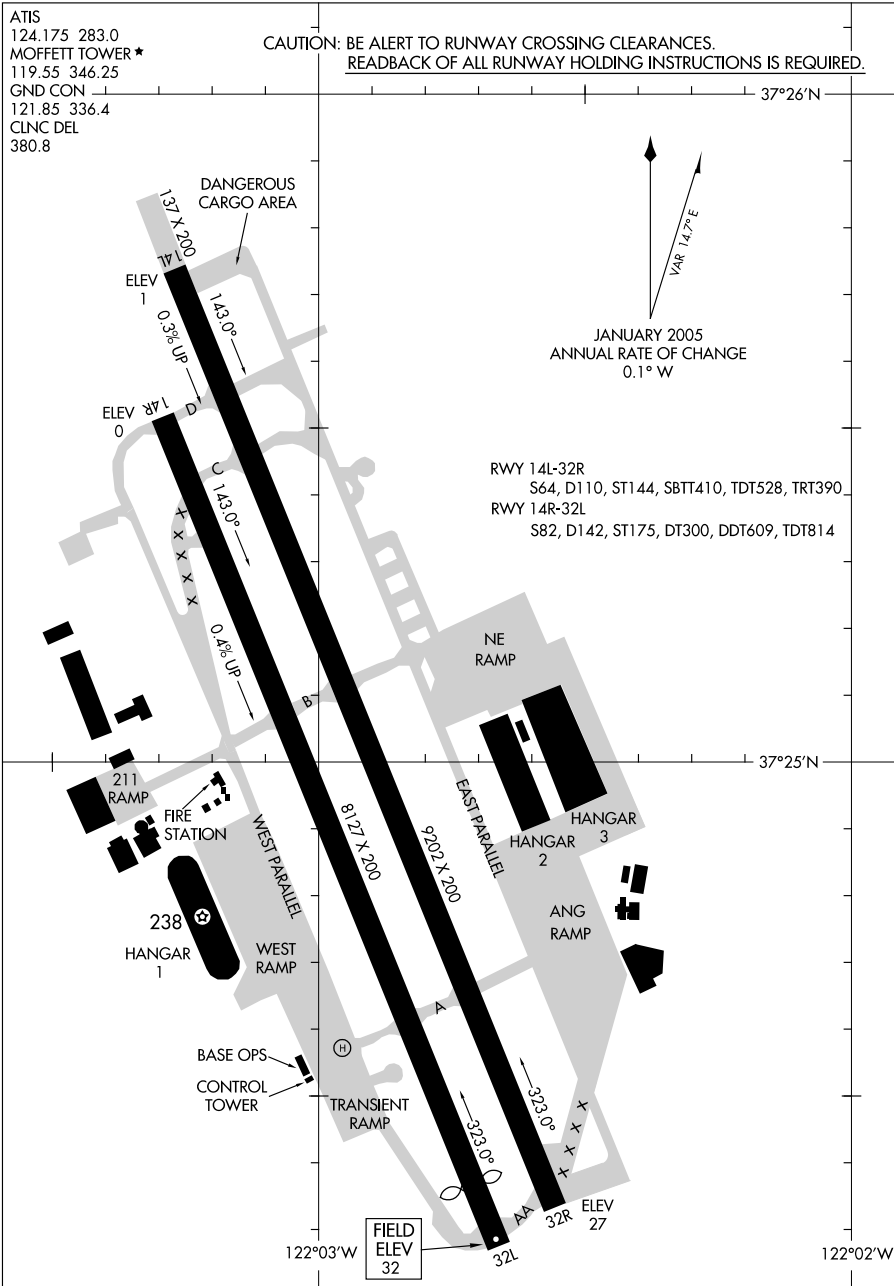 ATIS
124.175 283.0
MOFFETT TOWER ★
119.55 346.25
GND CON
121.85 336.4
CLNC DEL
380.8
CAUTION: BE ALERT TO RUNWAY CROSSING CLEARANCES.
READBACK OF ALL RUNWAY HOLDING INSTRUCTIONS IS REQUIRED.
37°26'N
VAR 14.7° E
JANUARY 2005
ANNUAL RATE OF CHANGE
0.1° W
DANGEROUS
CARGO AREA
137 X 200
14L
ELEV
1
0.3% UP
143.0°
ELEV
0
14R
D
C
143.0°
RWY 14L-32R
S64, D110, ST144, SBTT410, TDT528, TRT390
RWY 14R-32L
S82, D142, ST175, DT300, DDT609, TDT814
X X X X X
0.4% UP
B
NE
RAMP
37°25'N
211
RAMP
FIRE
STATION
WEST PARALLEL
8127 X 200
9202 X 200
EAST PARALLEL
HANGAR
2
HANGAR
3
238
HANGAR
1
WEST
RAMP
ANG
RAMP
A
H
BASE OPS
CONTROL
TOWER
TRANSIENT
RAMP
323.0°
323.0°
X X X X
AA
32R
ELEV
27
32L
FIELD
ELEV
32
122°03'W
122°02'W